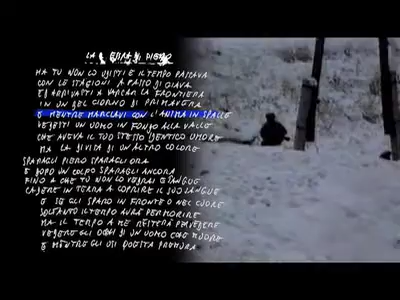 LA GUERRA DI PIERO
MA TU NON LO UDISTI E IL TEMPO PASSAVA
CON LE STAGIONI A PASSO DI GIAVA
ED ARRIVASTI A VARCAR LA FRONTIERA
IN UN BEL GIORNO DI PRIMAVERA
E MENTRE MARCIAVI CON L'ANIMA IN SPALLE
VEDESTI UN UOMO IN FONDO ALLA VALLE
CHE AVEVA IL TUO STESSO IDENTICO UMORE
MA LA DIVISA DI UN ALTRO COLORE
SPARAGLI PIERO SPARAGLI ORA
E DOPO UN COLPO SPARAGLI ANCORA
FINO A CHE TU NON LO VEDRAI ESANGUE
CADERE IN TERRA A COPRIRE IL SUO SANGUE
E SE GLI SPARO IN FRONTE O NEL CUORE
SOLTANTO IL TEMPO AVRÀ PER MORIRE
MA IL TEMPO A ME RESTERÀ PER VEDERE
VEDERE GLI OCCHI DI UN UOMO CHE MUORE
E MENTRE GLI USI QUESTA PREMURA